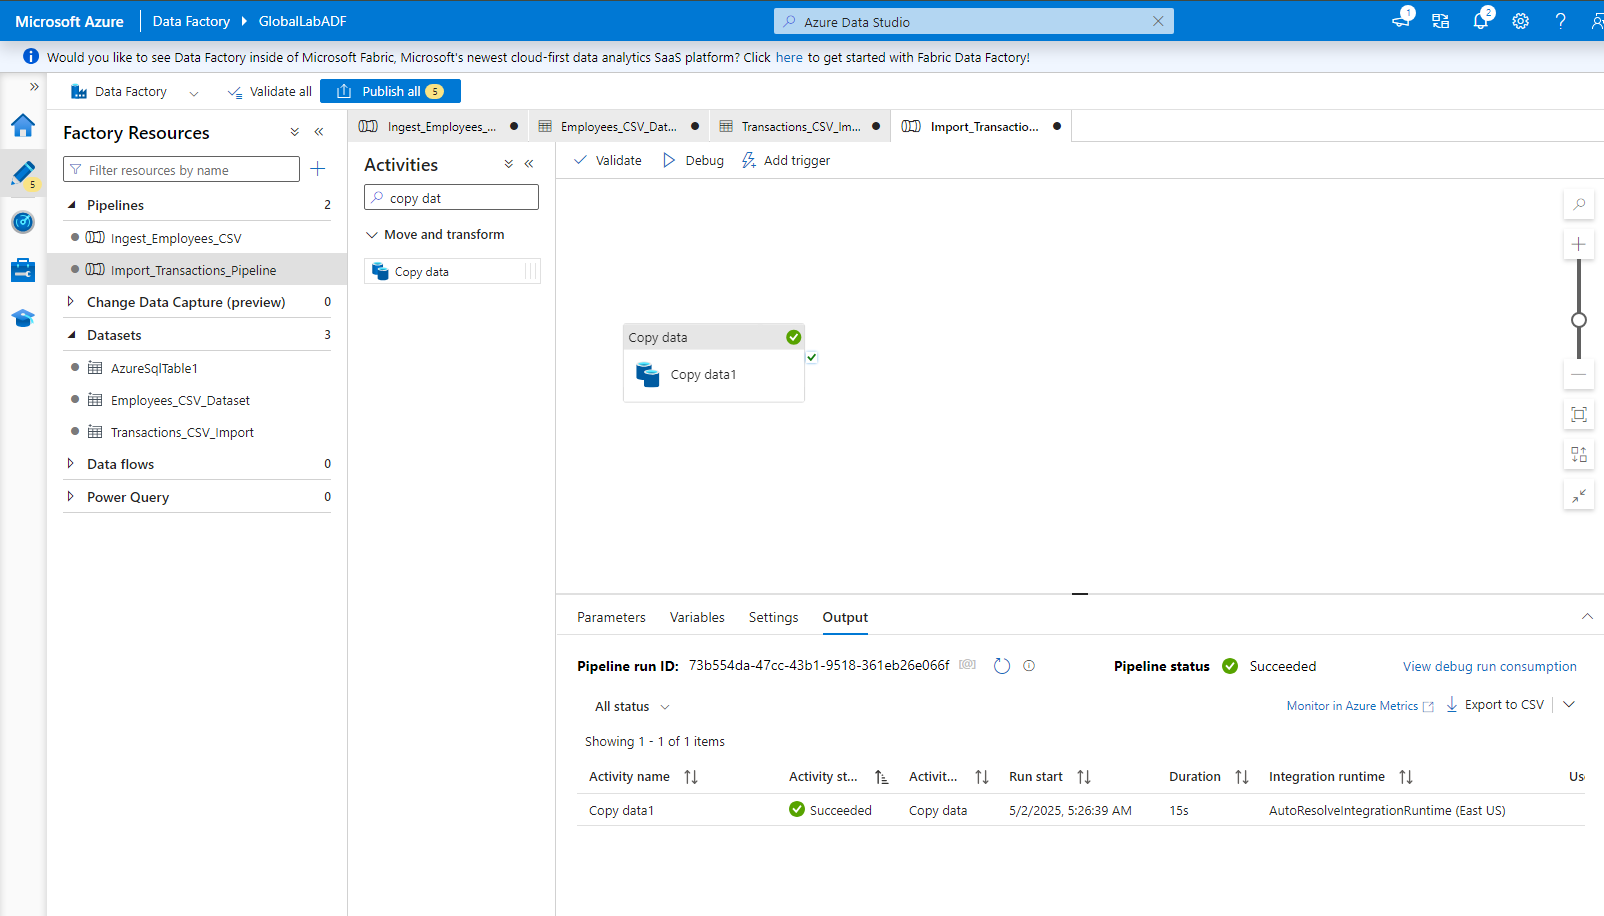 Microsoft Azure
Data Factory
GlobalLabADF
Azure Data Studio
1
2
Would you like to see Data Factory inside of Microsoft Fabric, Microsoft's newest cloud-first data analytics SaaS platform? Click here to get started with Fabric Data Factory!
Data Factory
Validate all
Publish all
5
5
Factory Resources
Filter resources by name
Pipelines
2
Ingest_Employees_CSV
Import_Transactions_Pipeline
Change Data Capture (preview)
0
Datasets
3
AzureSqlTable1
Employees_CSV_Dataset
Transactions_CSV_Import
Data flows
0
Power Query
0
Ingest_Employees_...
Employees_CSV_Dat...
Transactions_CSV_Im...
Import_Transactio...
Activities
copy dat
Move and transform
Copy data
Validate
Debug
Add trigger
Copy data
Copy data1
Parameters
Variables
Settings
Output
Pipeline run ID: 73b554da-47cc-43b1-9518-361eb26e066f
Pipeline status
Succeeded
View debug run consumption
All status
Monitor in Azure Metrics
Export to CSV
Showing 1 - 1 of 1 items
Activity name
Activity st...
Activit...
Run start
Duration
Integration runtime
Us
Copy data1
Succeeded
Copy data
5/2/2025, 5:26:39 AM
15s
AutoResolveIntegrationRuntime (East US)